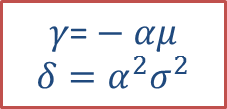 γ= − αμ
δ = α²σ²